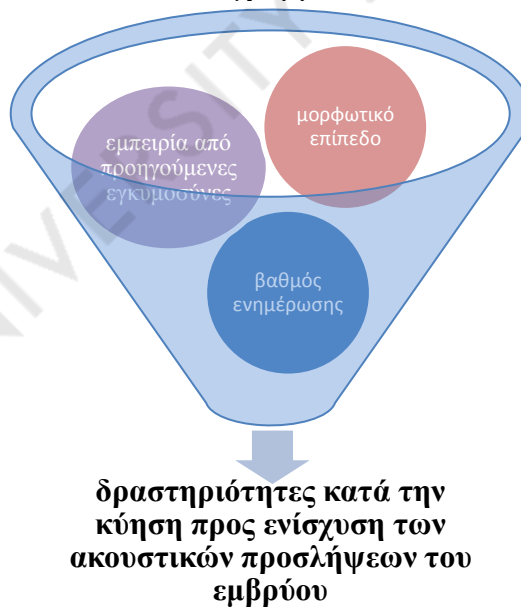 μορφωτικό
επίπεδο
εμπειρία από
προηγούμενες
εγκυμοσύνες
βαθμός
ενημέρωσης
δραστηριότητες κατά την
κύηση προς ενίσχυση των
ακουστικών προσλήψεων του
εμβρύου